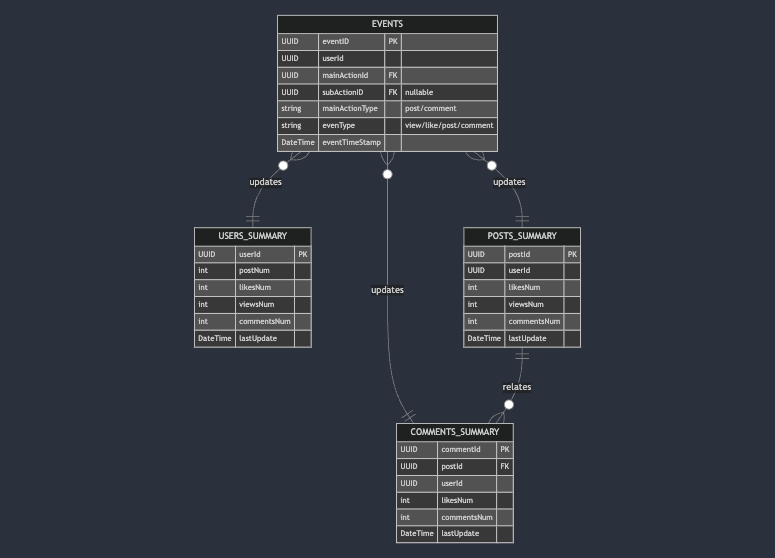 EVENTS
UUID eventID PK
UUID userId
UUID mainActionId FK
UUID subActionID FK nullable
string mainActionType post/comment
string evenType view/like/post/comment
DateTime eventTimeStamp
updates updates
USERS_SUMMARY
UUID userId PK
int postNum
int likesNum
int viewsNum
int commentsNum
DateTime lastUpdate
POSTS_SUMMARY
UUID postId PK
UUID userId
int likesNum
int viewsNum
int commentsNum
DateTime lastUpdate
updates
relates
COMMENTS_SUMMARY
UUID commentId PK
UUID postId FK
UUID userId
int likesNum
int commentsNum
DateTime lastUpdate